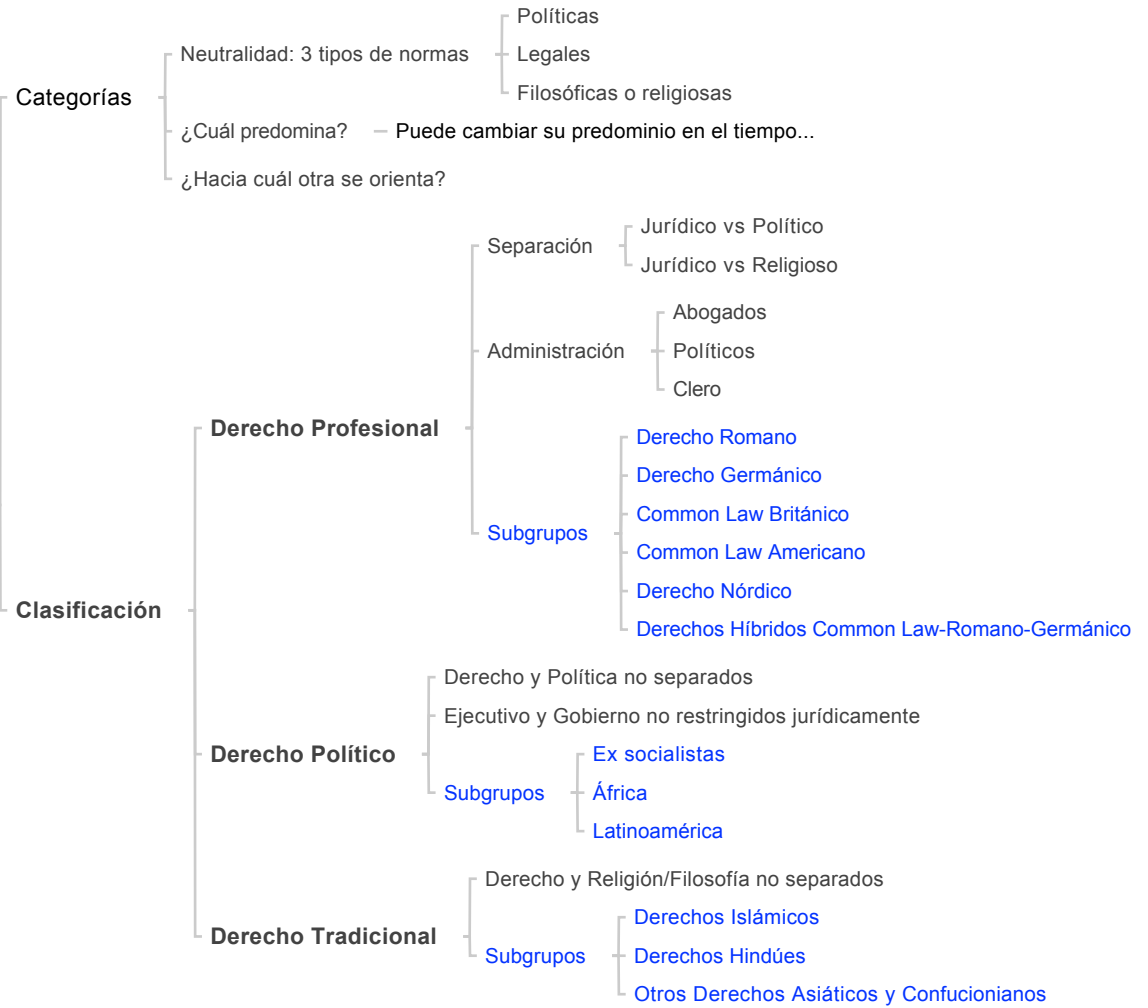 Categorías
Neutralidad: 3 tipos de normas
Políticas
Legales
Filosóficas o religiosas
¿Cuál predomina?
Puede cambiar su predominio en el tiempo...
¿Hacia cuál otra se orienta?
Clasificación
Derecho Profesional
Separación
Jurídico vs Político
Jurídico vs Religioso
Administración
Abogados
Políticos
Clero
Subgrupos
Derecho Romano
Derecho Germánico
Common Law Británico
Common Law Americano
Derecho Nórdico
Derechos Híbridos Common Law-Romano-Germánico
Derecho Político
Derecho y Política no separados
Ejecutivo y Gobierno no restringidos jurídicamente
Subgrupos
Ex socialistas
África
Latinoamérica
Derecho Tradicional
Derecho y Religión/Filosofía no separados
Subgrupos
Derechos Islámicos
Derechos Hindúes
Otros Derechos Asiáticos y Confucionianos